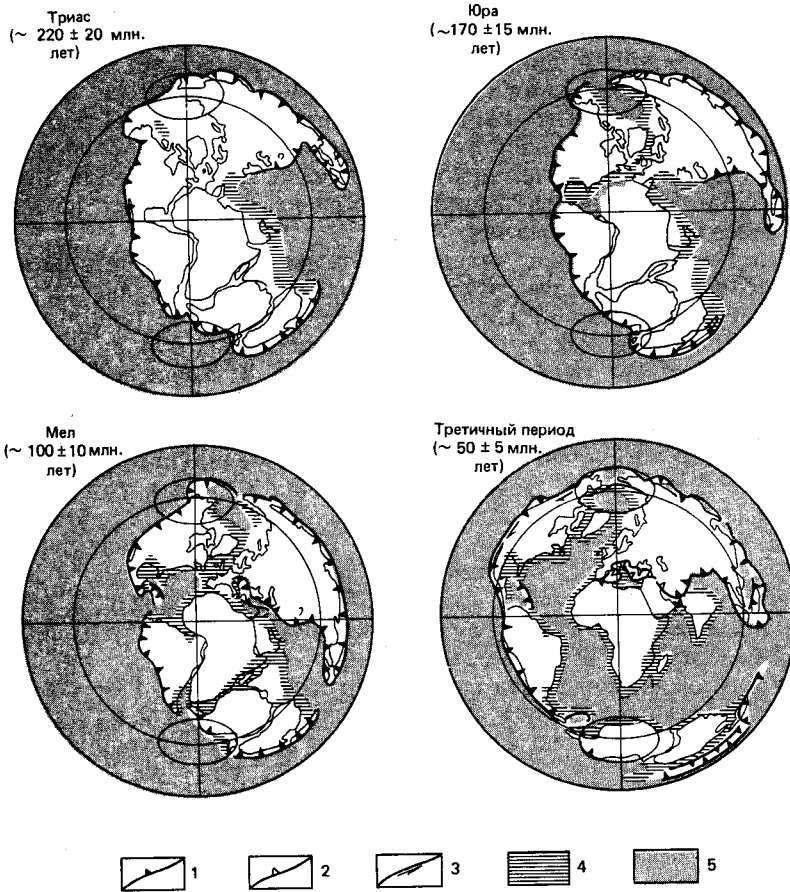 Триас
(~ 220 ± 20 млн.
лет)
Юра
(~170 ±15 млн.
лет)
Мел
(~ 100±10 млн.
лет)
Третичный период
(~ 50 ± 5 млн.
лет)
?
?
1
2
3
4
5